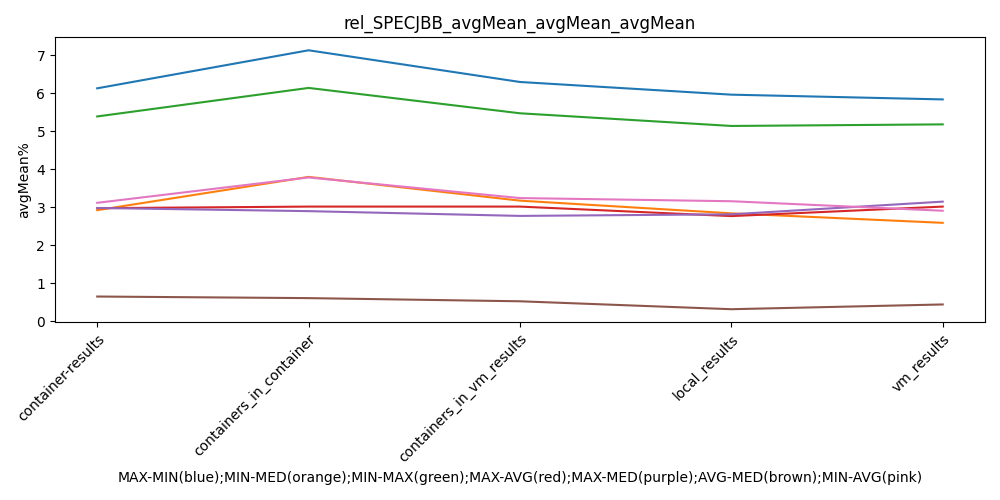 rel_SPECJBB_avgMean_avgMean_avgMean
avgMean%
7
6
5
4
3
2
1
0
container-results
containers_in_container
containers_in_vm_results
local_results
vm_results
MAX-MIN(blue);MIN-MED(orange);MIN-MAX(green);MAX-AVG(red);MAX-MED(purple);AVG-MED(brown);MIN-AVG(pink)